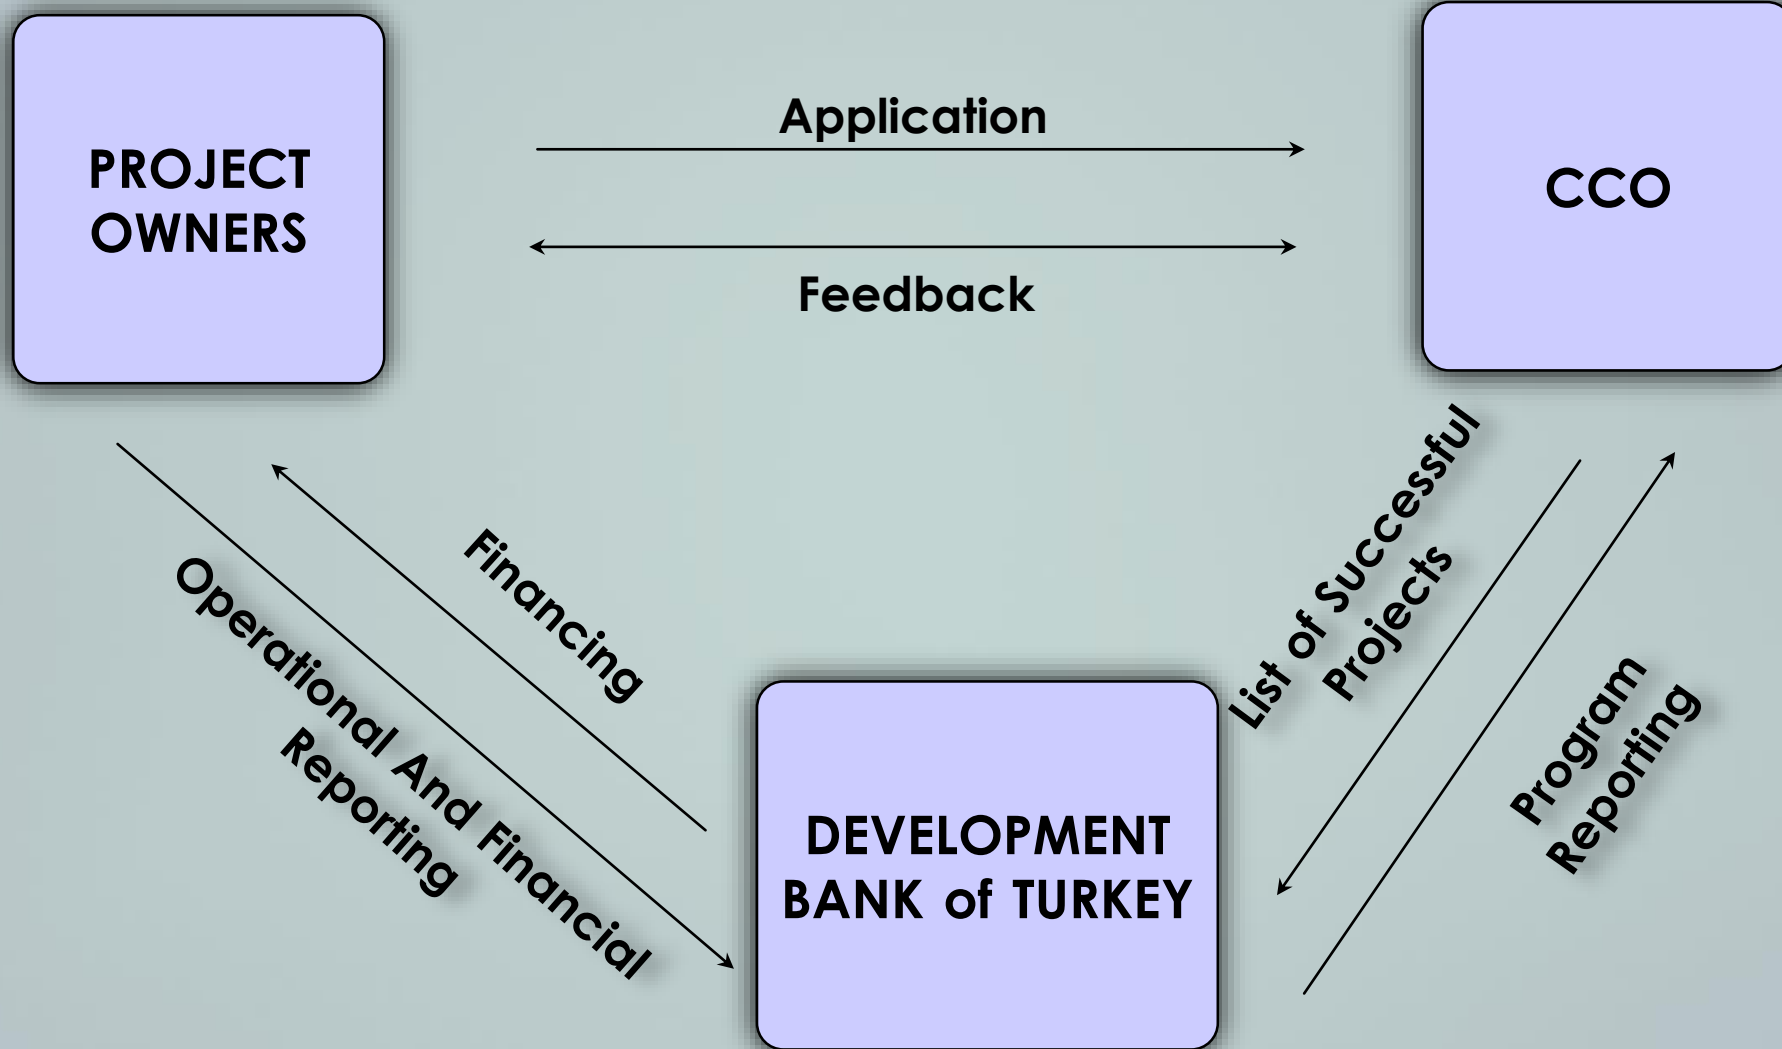 PROJECT
OWNERS
Application
Feedback
CCO
Financing
Operational And Financial
Reporting
List of Successful
Projects
Program
Reporting
DEVELOPMENT
BANK of TURKEY